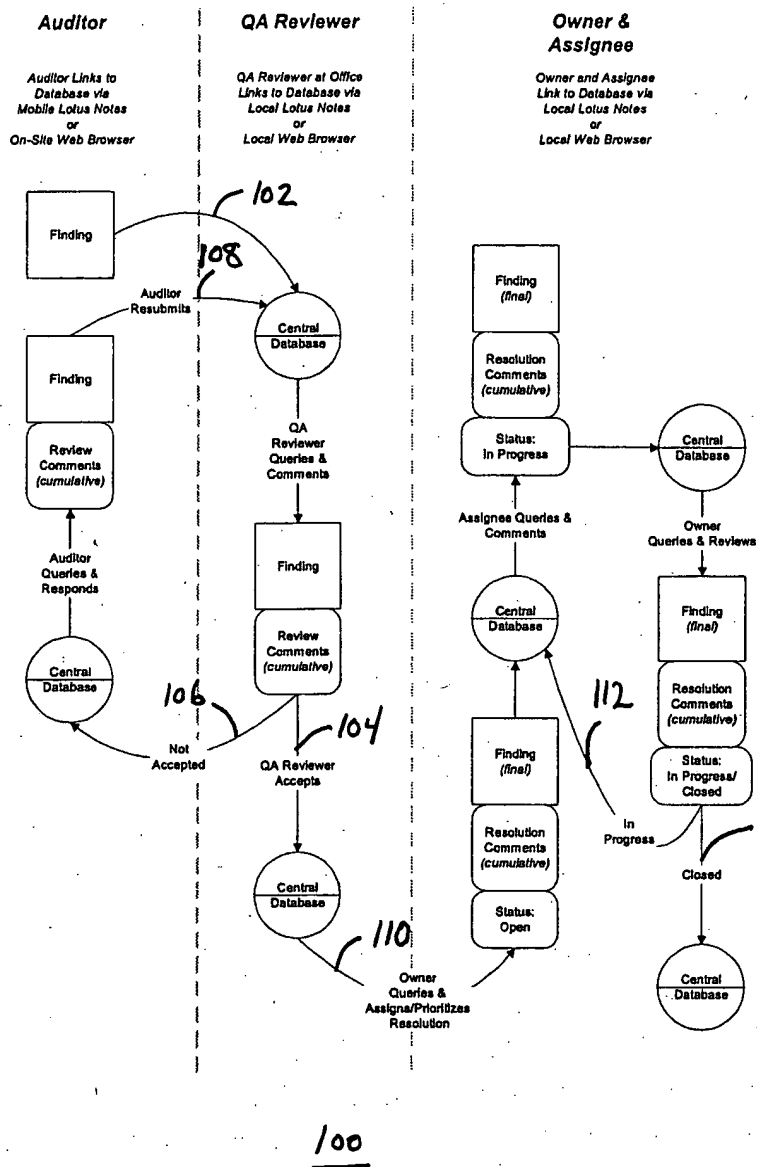 Auditor
Auditor Links to
Database via
Mobile Lotus Notes
or
On-Site Web Browser
QA Reviewer
QA Reviewer at Office
Links to Database via
Local Lotus Notes
or
Local Web Browser
Owner &
Assignee
Owner and Assignee
Link to Database via
Local Lotus Notes
or
Local Web Browser
Finding
102
108
Auditor
Resubmits
Finding
Review
Comments
(cumulative)
Auditor
Queries &
Responds
Central
Database
106
Not
Accepted
Central
Database
QA
Reviewer
Queries &
Comments
Finding
Review
Comments
(cumulative)
104
QA Reviewer
Accepts
Central
Database
110
Owner
Queries &
Assigns/Prioritizes
Resolution
Finding
(final)
Resolution
Comments
(cumulative)
Status:
In Progress
Assignee Queries &
Comments
Central
Database
Finding
(final)
Resolution
Comments
(cumulative)
Status:
Open
112
Central
Database
Owner
Queries & Reviews
Finding
(final)
Resolution
Comments
(cumulative)
Status:
In Progress/
Closed
In
Progress
Closed
Central
Database
100